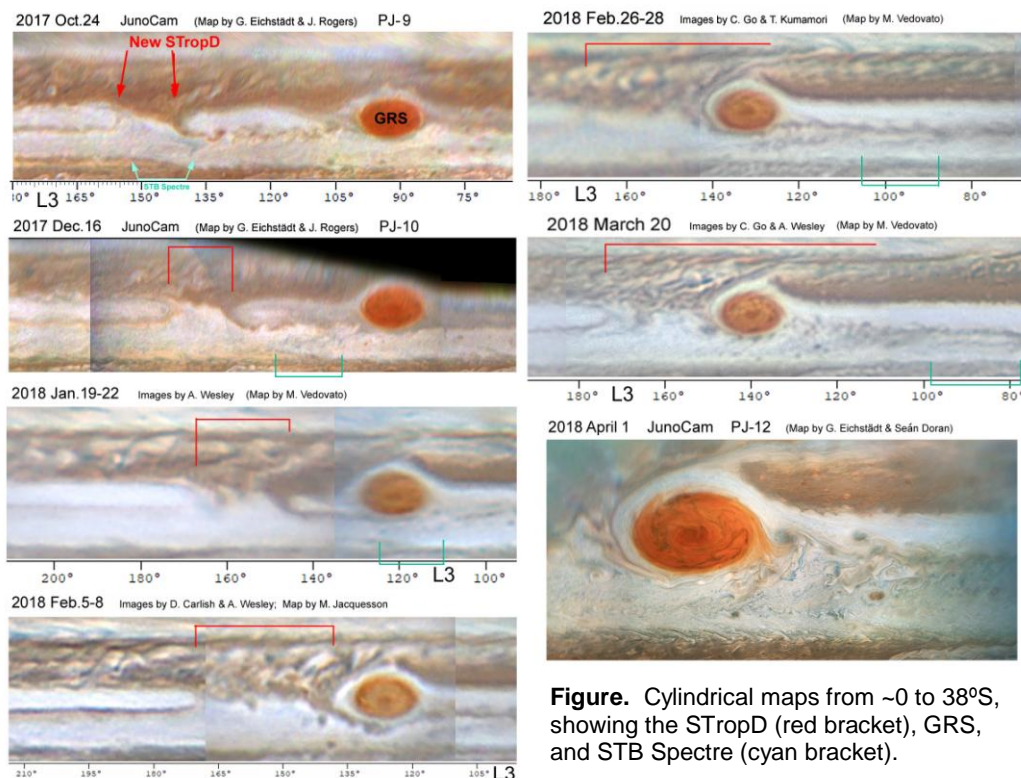 2017 Oct.24 JunoCam (Map by G. Eichstädt & J. Rogers) PJ-9
New STropD
GRS
STB Spectre
L3 165° 150° 135° 120° 105° 90° 75°
2017 Dec.16 JunoCam (Map by G. Eichstädt & J. Rogers) PJ-10
2018 Jan.19-22 Images by A. Wesley (Map by M. Vedovato)
200° 180° 160° 140° 120° L3 100°
2018 Feb.5-8 Images by D. Carlish & A. Wesley; Map by M. Jacquesson
210° 195° 180° 165° 150° 135° 120° 105° L3
2018 Feb.26-28 Images by C. Go & T. Kumamori (Map by M. Vedovato)
180° L3 160° 140° 120° 100° 80°
2018 March 20 Images by C. Go & A. Wesley (Map by M. Vedovato)
180° L3 160° 140° 120° 100° 80°
2018 April 1 JunoCam PJ-12 (Map by G. Eichstädt & Seán Doran)
Figure. Cylindrical maps from ~0 to 38ºS,
showing the STropD (red bracket), GRS,
and STB Spectre (cyan bracket).